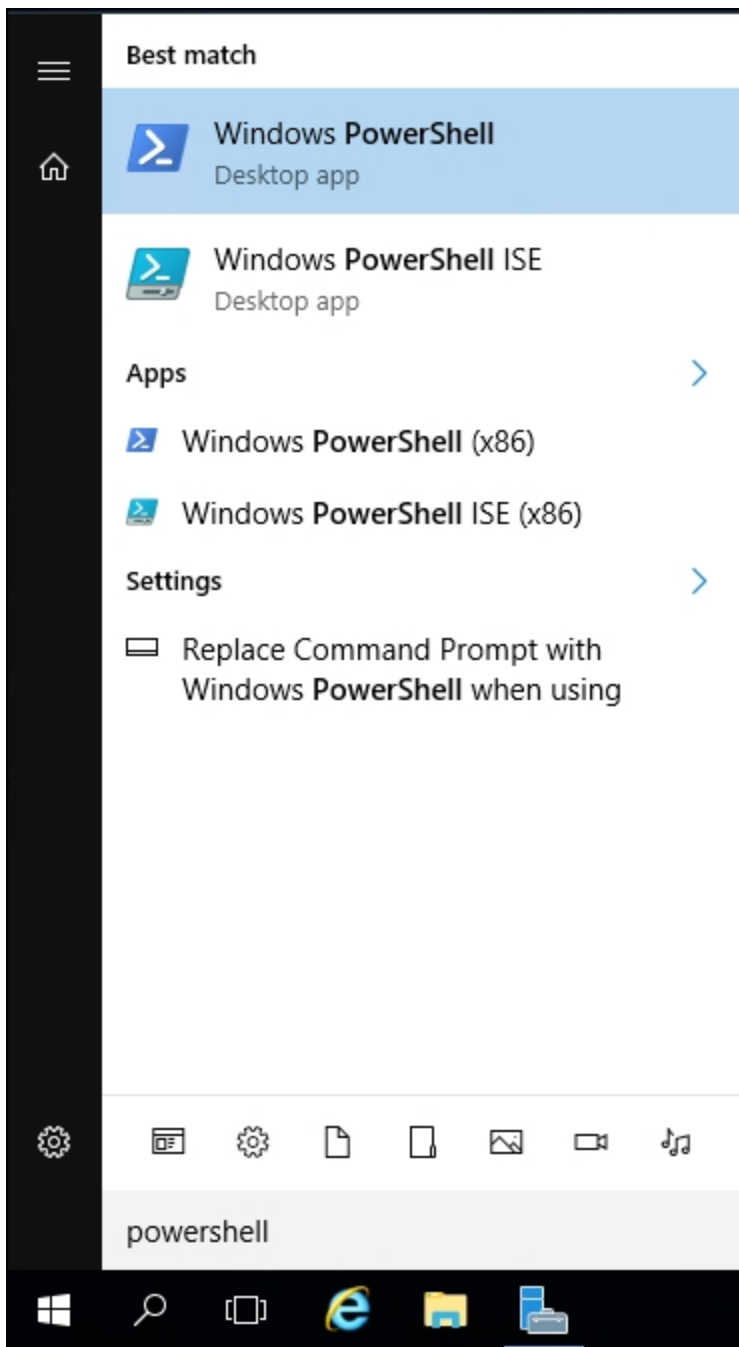 Best match
Windows PowerShell
Desktop app
Windows PowerShell ISE
Desktop app
Apps
Windows PowerShell (x86)
Windows PowerShell ISE (x86)
Settings
Replace Command Prompt with
Windows PowerShell when using
powershell